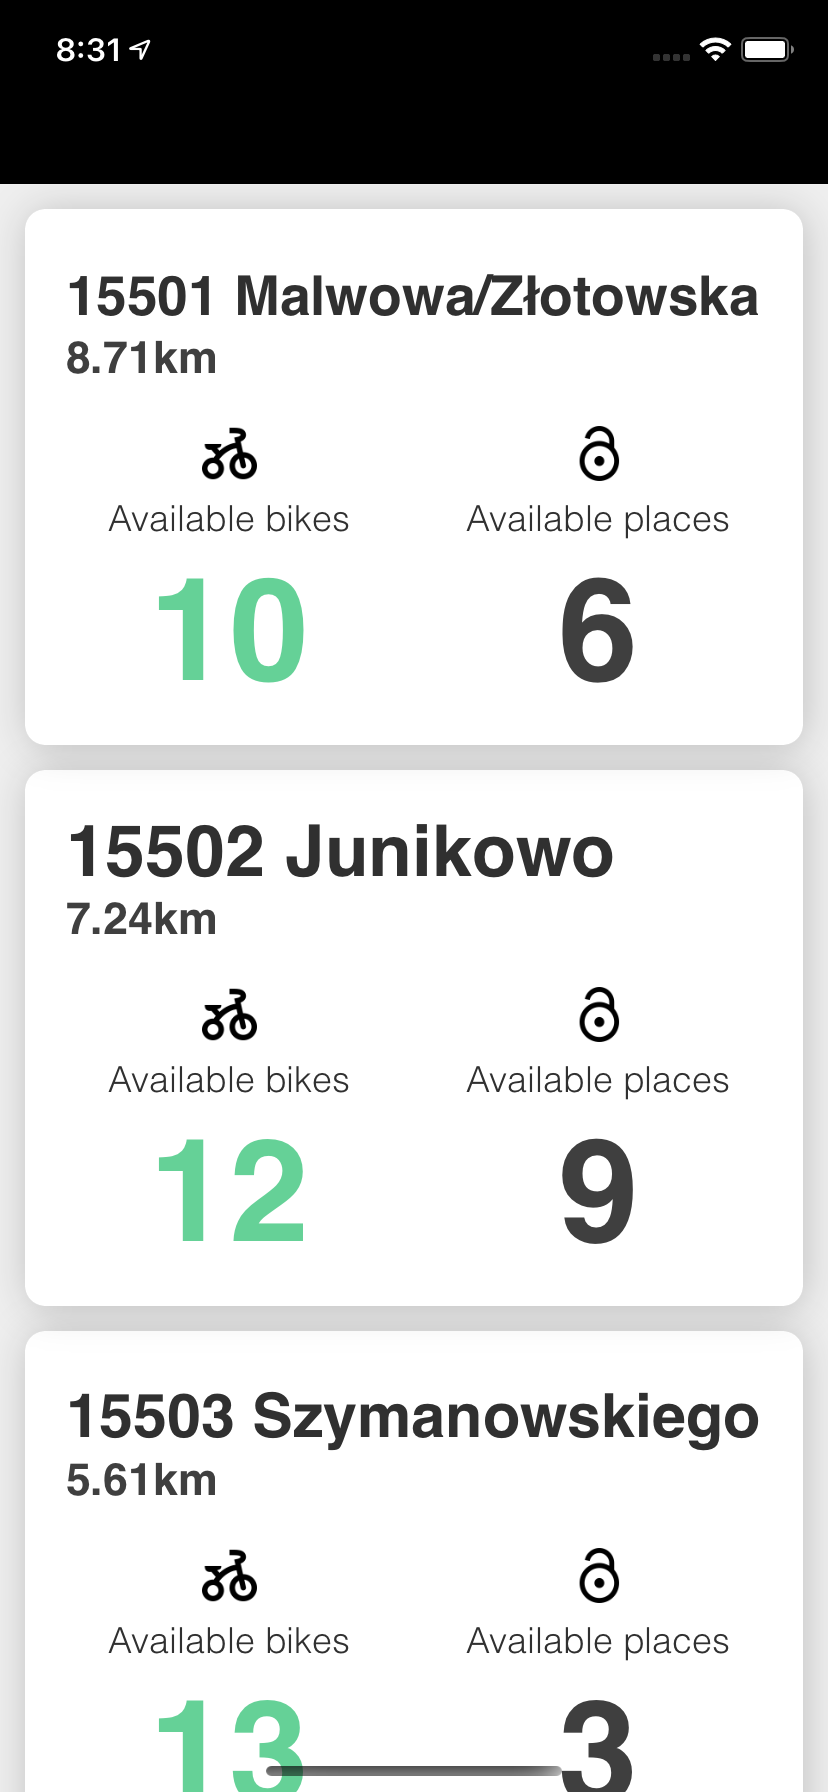 8:31
15501 Malwowa/Złotowska
8.71km
Available bikes
Available places
10
6
15502 Junikowo
7.24km
Available bikes
Available places
12
9
15503 Szymanowskiego
5.61km
Available bikes
Available places
13
3